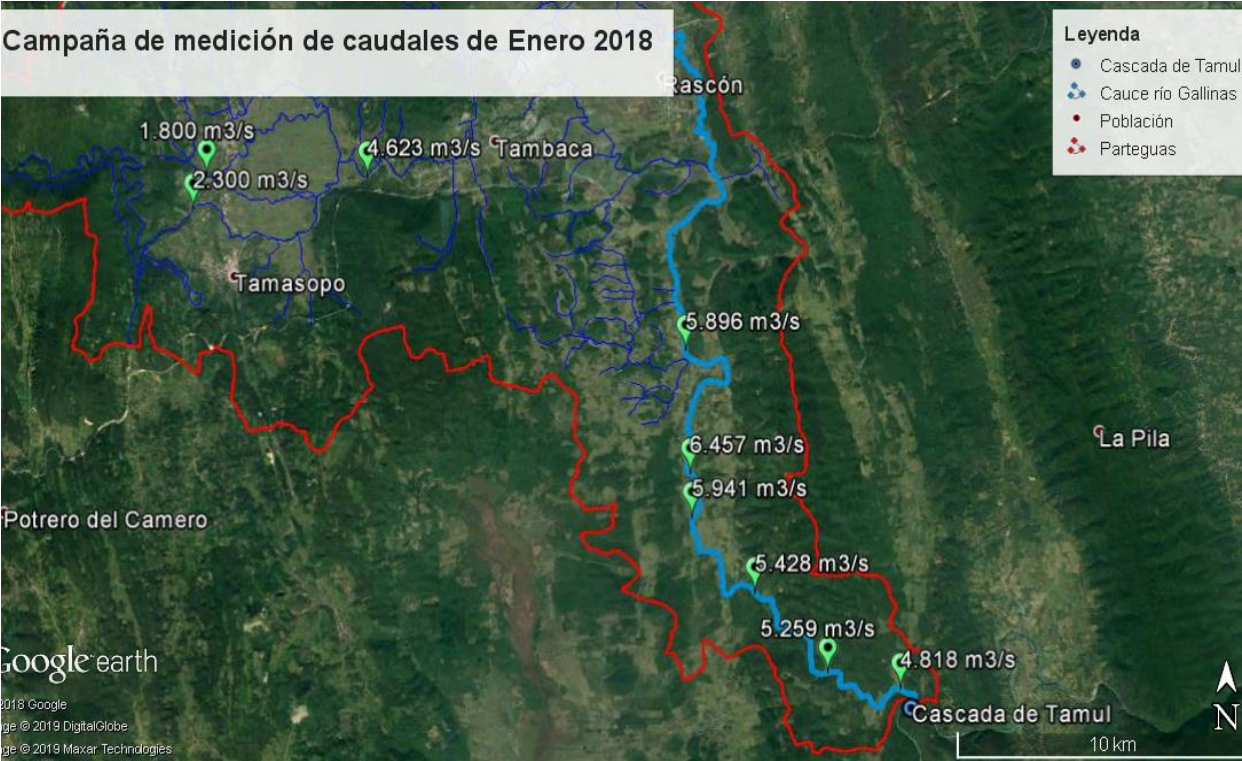 Campaña de medición de caudales de Enero 2018
Leyenda
Cascada de Tamul
Cauce río Gallinas
Población
Parteguas
Rascón
1.800 m3/s
4.623 m3/s
Tambaca
2.300 m3/s
Tamasopo
5.896 m3/s
La Pila
6.457 m3/s
5.941 m3/s
Potrero del Camero
5.428 m3/s
5.259 m3/s
4.818 m3/s
Google earth
Cascada de Tamul
2018 Google
ge © 2019 DigitalGlobe
ge © 2019 Maxar Technologies
10 km
N